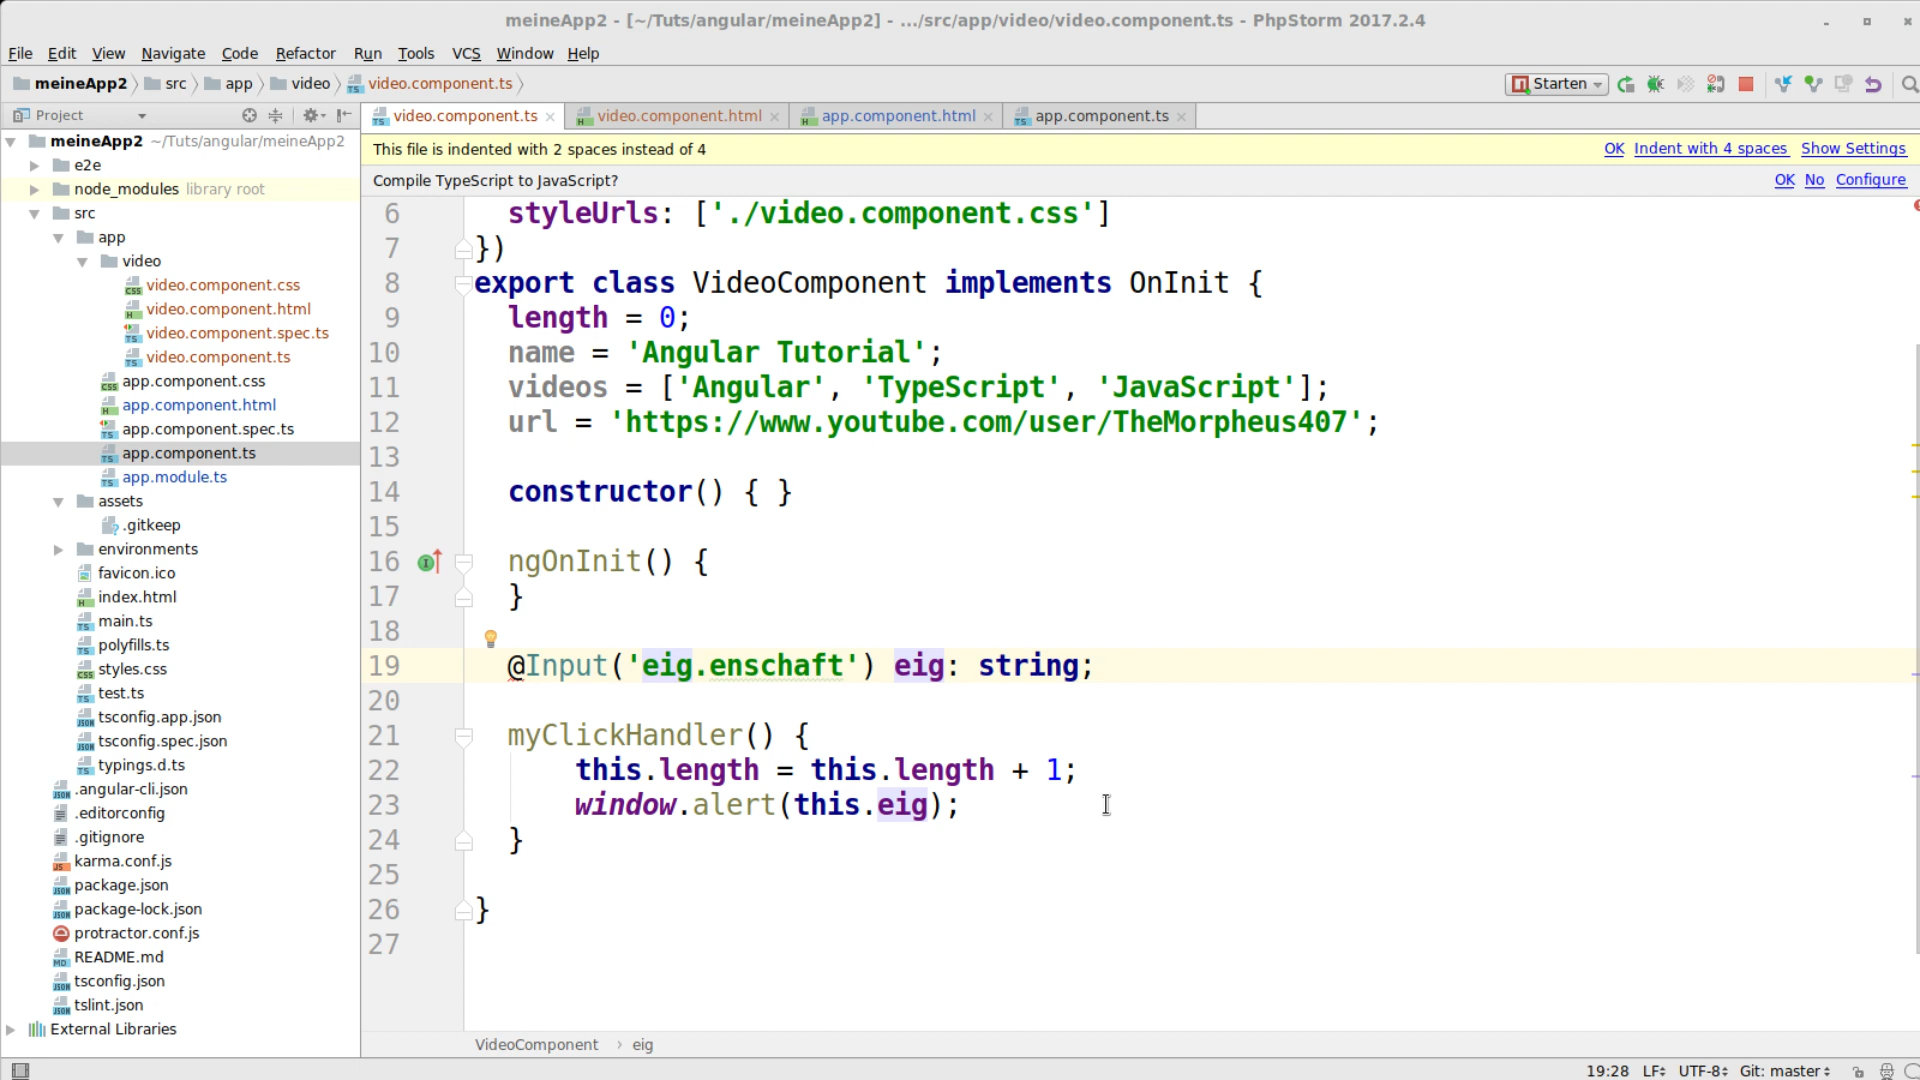 meineApp2 - [~/Tuts/angular/meineApp2] - .../src/app/video/video.component.ts - PhpStorm 2017.2.4
File Edit View Navigate Code Refactor Run Tools VCS Window Help
meineApp2 src app video video.component.ts Starten
Project video.component.ts video.component.html app.component.html app.component.ts
This file is indented with 2 spaces instead of 4 OK Indent with 4 spaces Show Settings
Compile TypeScript to JavaScript? OK No Configure
meineApp2 ~/Tuts/angular/meineApp2
e2e
node_modules library root
src
app
video
video.component.css
video.component.html
video.component.spec.ts
video.component.ts
app.component.css
app.component.html
app.component.spec.ts
app.component.ts
app.module.ts
assets
.gitkeep
environments
favicon.ico
index.html
main.ts
polyfills.ts
styles.css
test.ts
tsconfig.app.json
tsconfig.spec.json
typings.d.ts
.angular-cli.json
.editorconfig
.gitignore
karma.conf.js
package.json
package-lock.json
protractor.conf.js
README.md
tsconfig.json
tslint.json
External Libraries
6 styleUrls: ['./video.component.css']
7 })
8 export class VideoComponent implements OnInit {
9 length = 0;
10 name = 'Angular Tutorial';
11 videos = ['Angular', 'TypeScript', 'JavaScript'];
12 url = 'https://www.youtube.com/user/TheMorpheus407';
13
14 constructor() { }
15
16 ngOnInit() {
17 }
18
19 @Input('eig.enschaft') eig: string;
20
21 myClickHandler() {
22 this.length = this.length + 1;
23 window.alert(this.eig);
24 }
25
26 }
27
VideoComponent › eig
19:28 LF UTF-8 Git: master